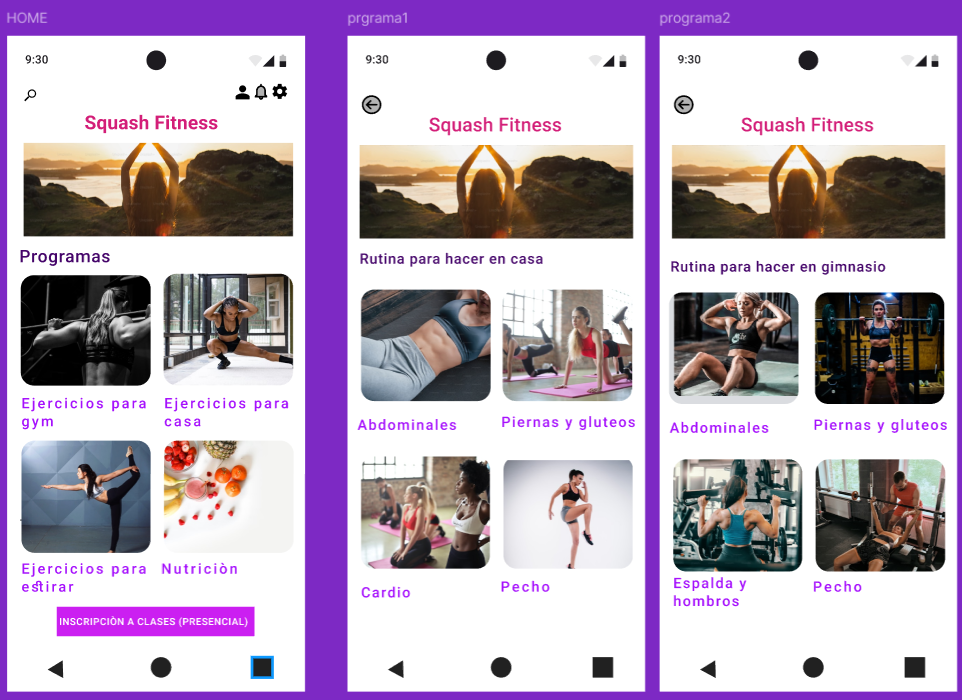 HOME
9:30
Squash Fitness
Programas
Ejercicios para
gym
Ejercicios para
casa
Ejercicios para
estirar
Nutriciòn
INSCRIPCIÒN A CLASES (PRESENCIAL)
prgrama1
9:30
Squash Fitness
Rutina para hacer en casa
Abdominales
Piernas y gluteos
Cardio
Pecho
programa2
9:30
Squash Fitness
Rutina para hacer en gimnasio
Abdominales
Piernas y gluteos
Espalda y
hombros
Pecho